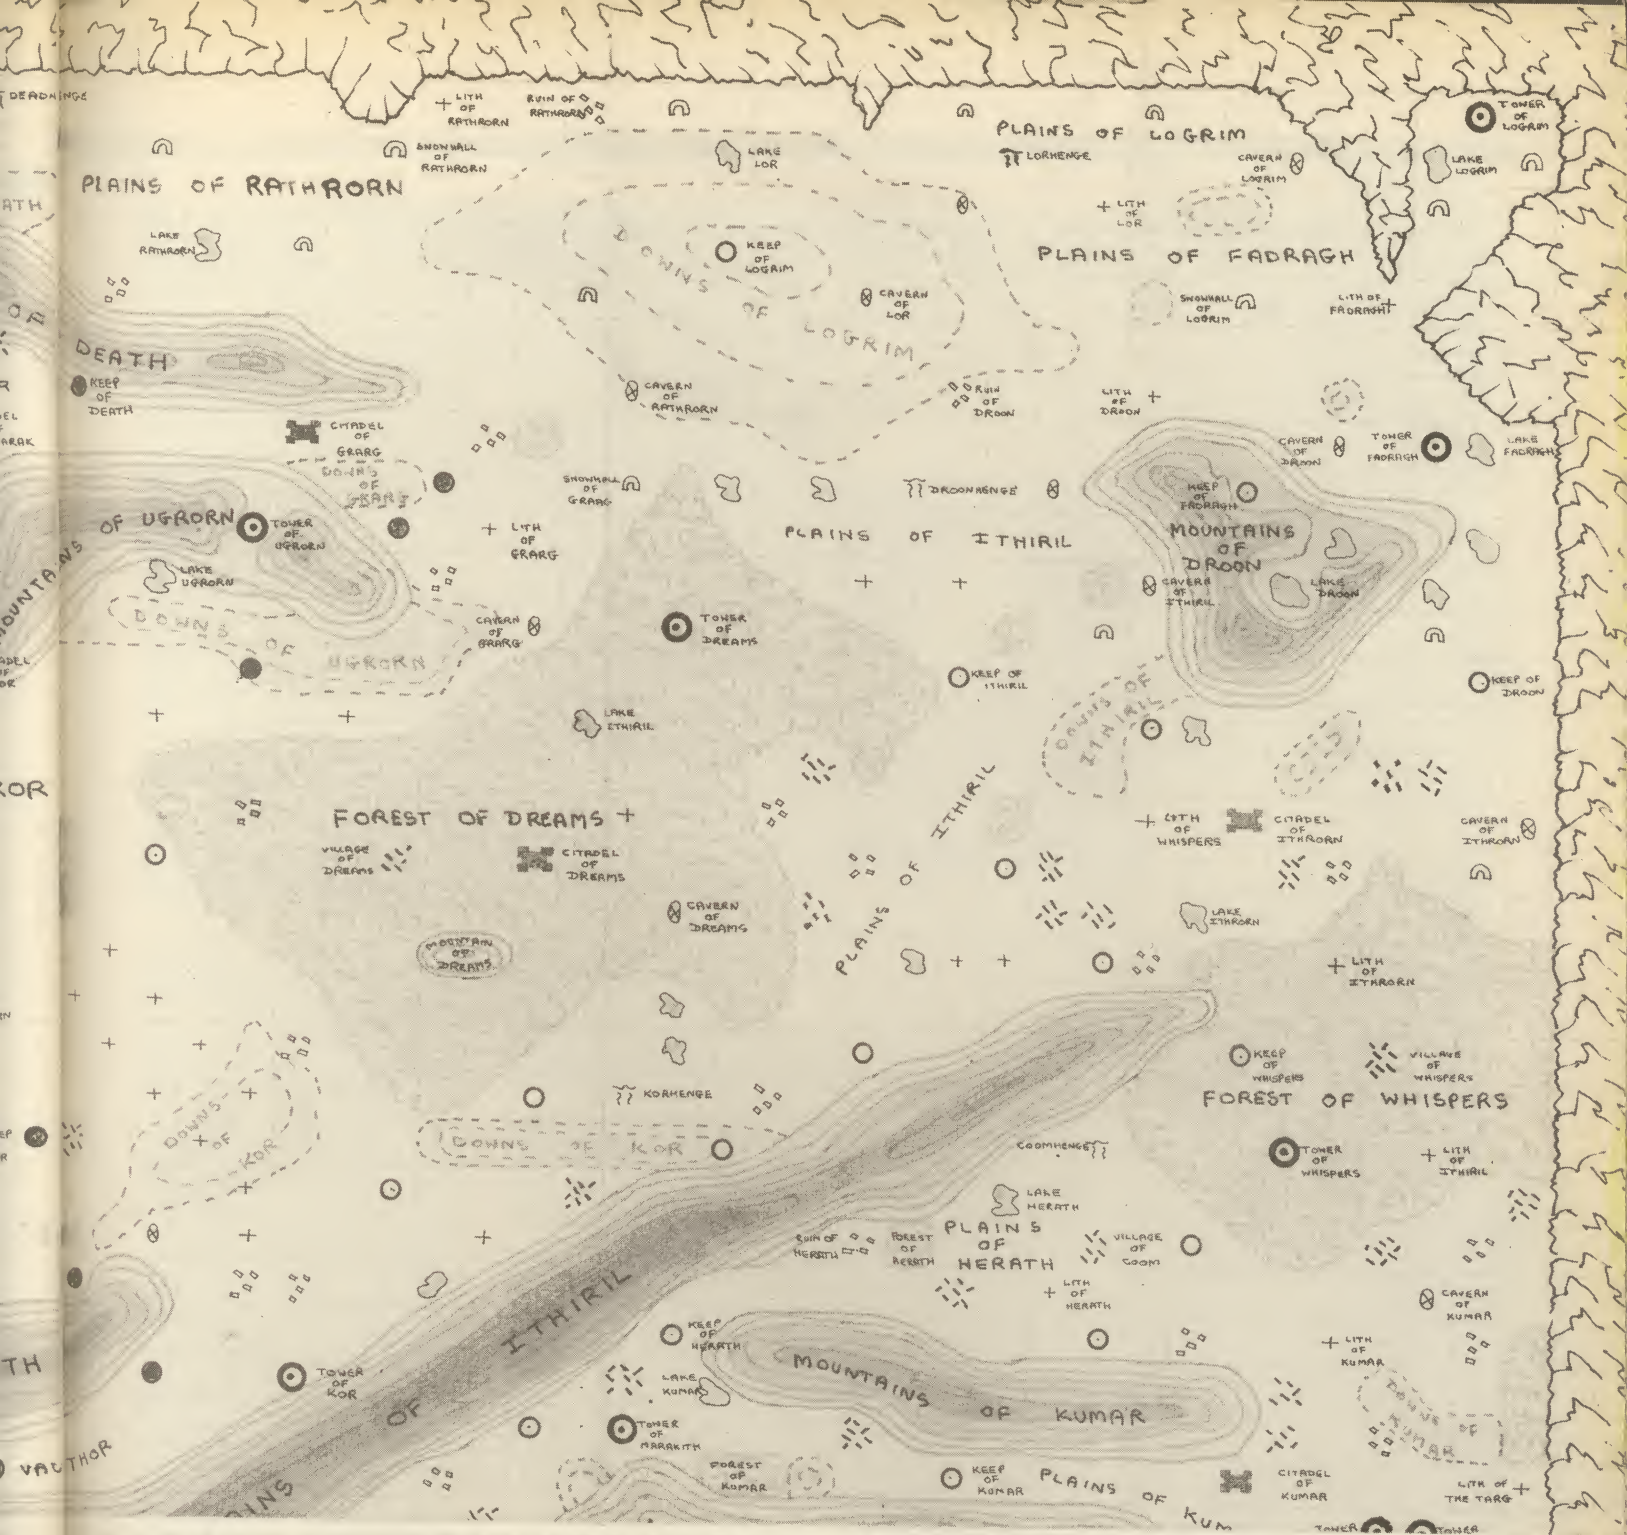 DEADHENGE
LITH
OF
RATHRORN
RUIN OF
RATHRORN
TOWER
OF
LOGRIM
PLAINS OF LOGRIM
LORHENGE
SNOWHALL
OF
RATHRORN
LAKE
LOR
CAVERN
OF
LOGRIM
LAKE
LOGRIM
PLAINS OF RATHRORN
ATH
LITH
OF
LOR
LAKE
RATHRORN
KEEP
OF
LOGRIM
DOWNS
OF LOGRIM
PLAINS OF FADRAGH
CAVERN
OF
LOR
SNOWHALL
OF
LOGRIM
LITH OF
FADRAGH
OF
DEATH
KEEP
OF
DEATH
CAVERN
OF
RATHRORN
RUIN
OF
DROON
LITH
OF
DROON
ARAK
CITADEL
OF
GRARG
DOWNS
OF
GRARG
CAVERN
OF
DROON
TOWER
OF
FADRAGH
LAKE
FADRAGH
SNOWHALL
OF
GRARG
DROONHENGE
KEEP
OF
FADRAGH
MOUNTAINS
OF UGRORN
TOWER
OF
UGRORN
LITH
OF
GRARG
PLAINS OF ITHIRIL
MOUNTAINS
OF
DROON
LAKE
UGRORN
CAVERN
OF
ITHIRIL
LAKE
DROON
DOWNS
OF
UGRORN
CAVERN
OF
GRARG
TOWER
OF
DREAMS
KEEP OF
ITHIRIL
KEEP OF
DROON
DOWNS OF
ITHIRIL
LAKE
ITHIRIL
KOR
FOREST OF DREAMS
VILLAGE
OF
DREAMS
CITADEL
OF
DREAMS
PLAINS OF ITHIRIL
LITH
OF
WHISPERS
CITADEL
OF
ITHRORN
CAVERN
OF
ITHRORN
CAVERN
OF
DREAMS
LAKE
ITHRORN
MOUNTAIN
OF
DREAMS
LITH
OF
ITHRORN
KEEP
OF
WHISPERS
VILLAGE
OF
WHISPERS
FOREST OF WHISPERS
KORHENGE
DOWNS
OF
KOR
DOWNS OF KOR
COOMHENGE
TOWER
OF
WHISPERS
LITH
OF
ITHIRIL
LAKE
HERATH
PLAINS
OF
HERATH
RUIN OF
HERATH
FOREST
OF
HERATH
VILLAGE
OF
COOM
LITH
OF
HERATH
CAVERN
OF
KUMAR
KEEP
OF
HERATH
LITH
OF
KUMAR
TH
TOWER
OF
KOR
LAKE
KUMAR
MOUNTAINS
OF KUMAR
DOWNS
OF
KUMAR
AINS
OF
ITHIRIL
TOWER
OF
MARAKITH
VALTHOR
FOREST
OF
KUMAR
KEEP
OF
KUMAR
PLAINS OF
KUM
CITADEL
OF
KUMAR
LITH OF
THE TARG
TOWER
TOWER